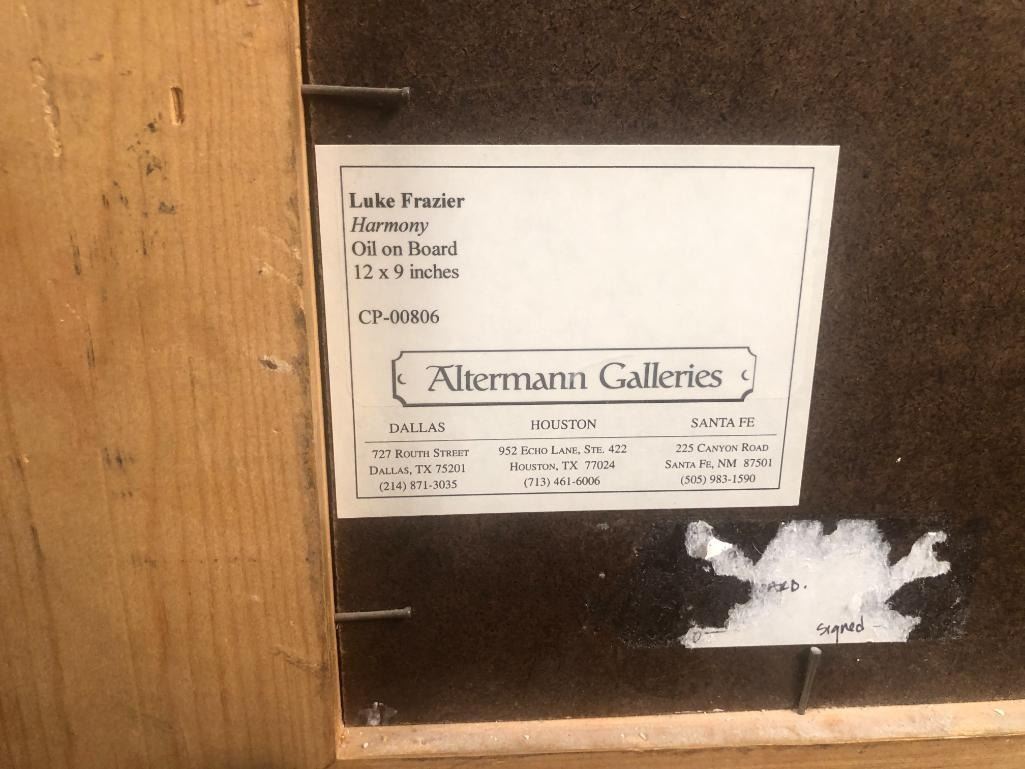 Luke Frazier
Harmony
Oil on Board
12 x 9 inches
CP-00806
Altermann Galleries
DALLAS
727 ROUTH STREET
DALLAS, TX 75201
(214) 871-3035
HOUSTON
952 ECHO LANE, STE. 422
HOUSTON, TX 77024
(713) 461-6006
SANTA FE
225 CANYON ROAD
SANTA FE, NM 87501
(505) 983-1590
signed